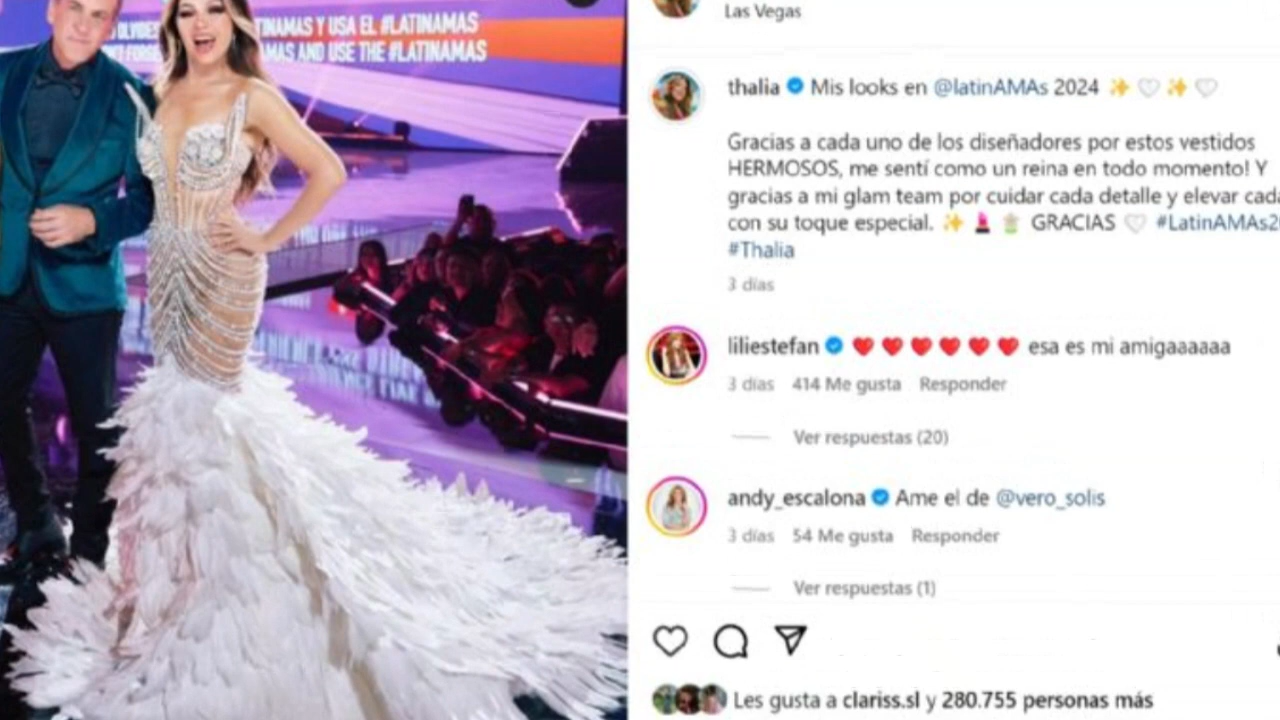 TINAMAS Y USA EL #LATINAMAS
AMAS AND USE THE #LATINAMAS
Las Vegas
thalia Mis looks en @latinAMAs 2024 ✨ 🤍 ✨ 🤍
Gracias a cada uno de los diseñadores por estos vestidos
HERMOSOS, me sentí como un reina en todo momento! Y
gracias a mi glam team por cuidar cada detalle y elevar cada
con su toque especial. ✨ 💄 🪞 GRACIAS 🤍 #LatinAMAs2
#Thalia
3 días
liliestefan ❤️ ❤️ ❤️ ❤️ ❤️ ❤️ esa es mi amigaaaaaa
3 días 414 Me gusta Responder
Ver respuestas (20)
andy_escalona Ame el de @vero_solis
3 días 54 Me gusta Responder
Ver respuestas (1)
Les gusta a clariss.sl y 280.755 personas más